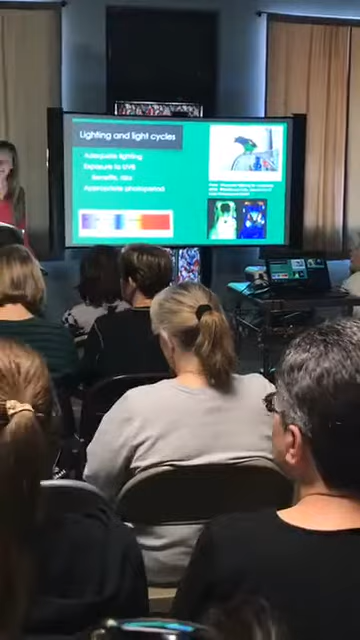 Lighting and light cycles
Adequate lighting
Exposure to UVB
Benefits, risks
Appropriate photoperiod